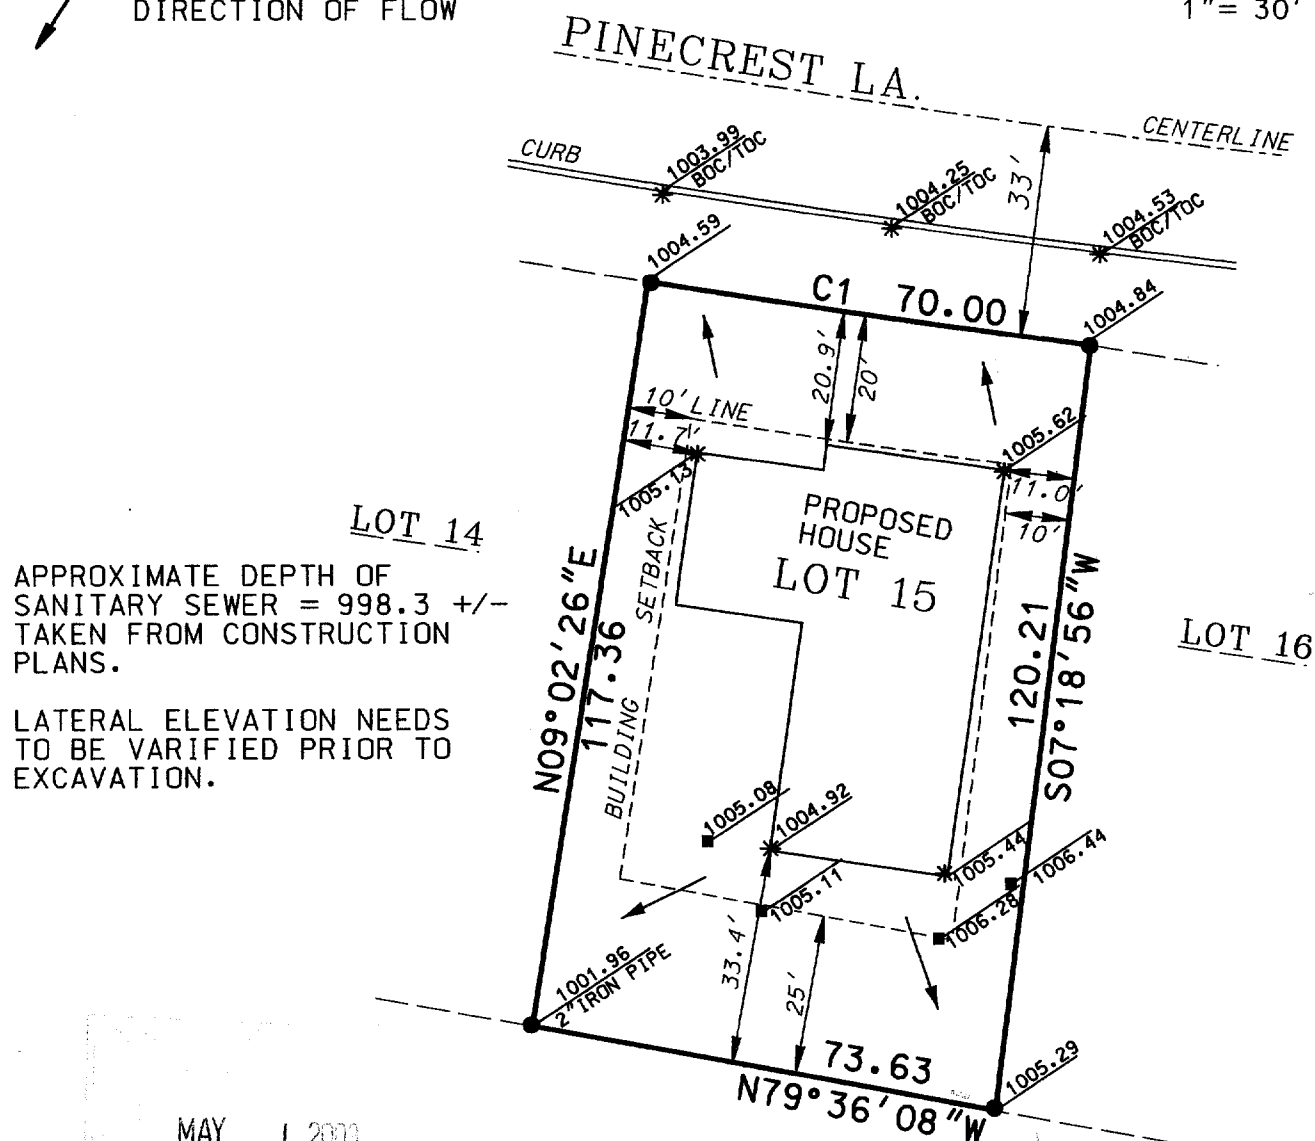 DIRECTION OF FLOW
1"= 30'
PINECREST LA.
CENTERLINE
CURB
1003.99
BOC/TOC
1004.25
BOC/TOC
33'
1004.53
BOC/TOC
1004.59
C1 70.00
1004.84
20.9'
20'
10' LINE
11.7'
1005.13
1005.62
11.0'
10'
PROPOSED
HOUSE
LOT 15
LOT 14
LOT 16
APPROXIMATE DEPTH OF
SANITARY SEWER = 998.3 +/-
TAKEN FROM CONSTRUCTION
PLANS.
LATERAL ELEVATION NEEDS
TO BE VARIFIED PRIOR TO
EXCAVATION.
N09°02'26"E
117.36
BUILDING SETBACK
120.21
S07°18'56"W
1005.08
1004.92
1005.44
1006.44
1005.11
1006.28
33.4'
25'
1001.96
2" IRON PIPE
73.63
N79°36'08"W
1005.29
MAY